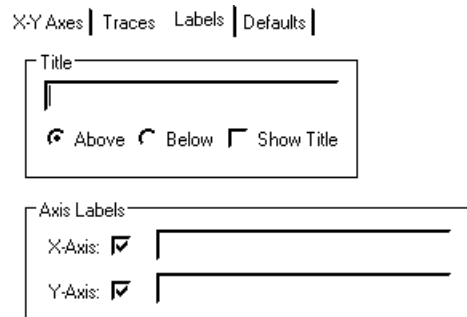 X-Y Axes Traces Labels Defaults
Title
Above Below Show Title
Axis Labels
X-Axis:
Y-Axis: